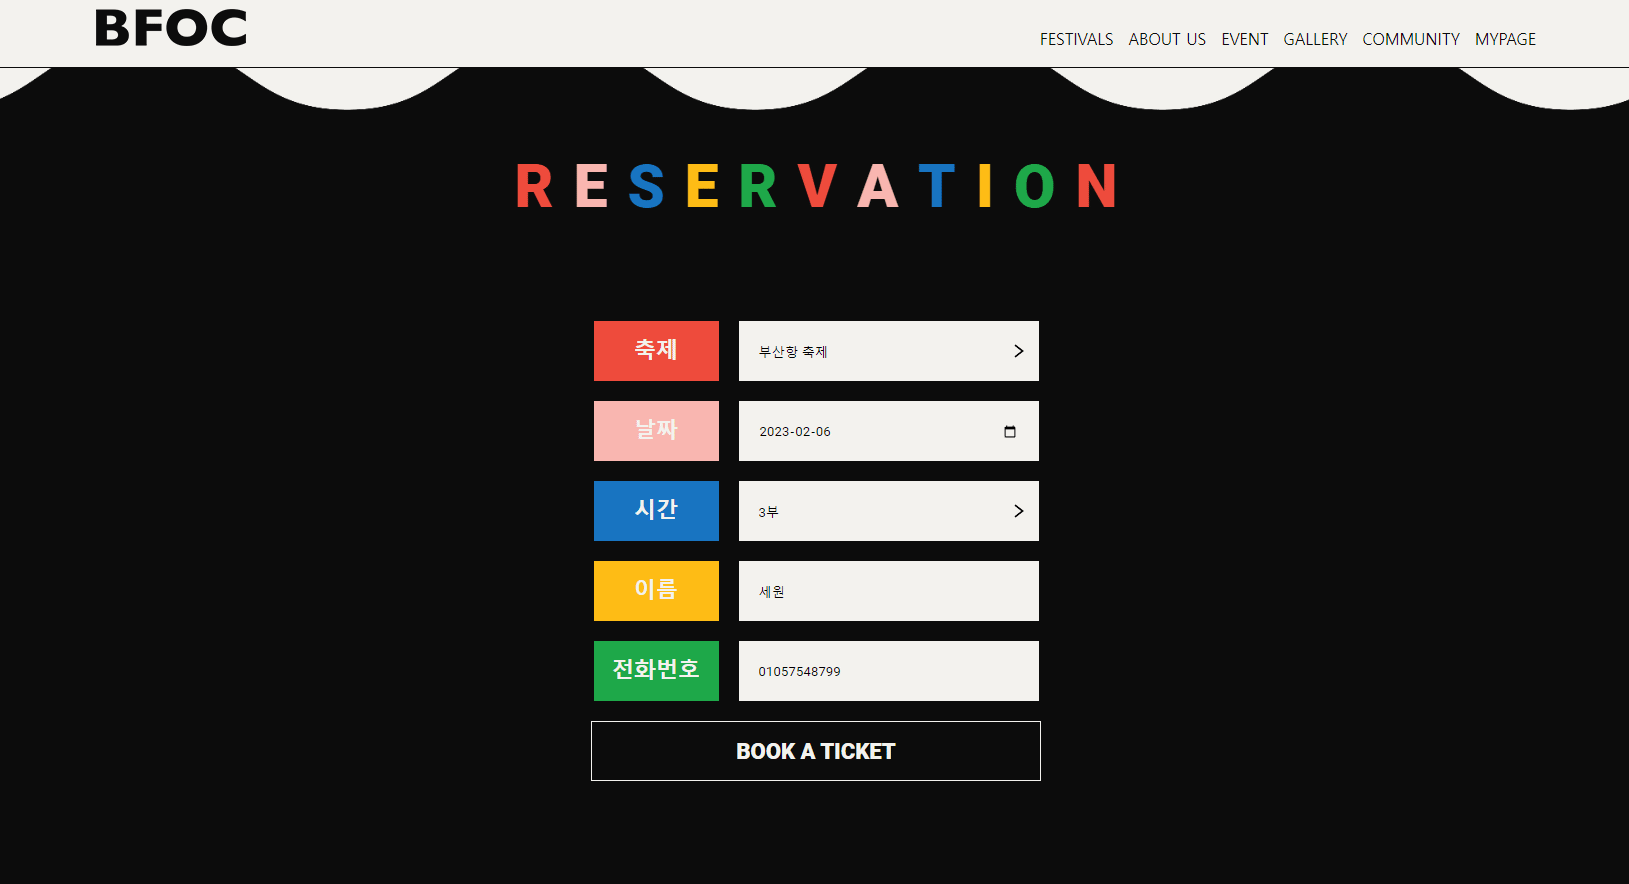 BFOC
FESTIVALS ABOUT US EVENT GALLERY COMMUNITY MYPAGE
RESERVATION
축제 부산항 축제
날짜 2023-02-06
시간 3부
이름 세원
전화번호 01057548799
BOOK A TICKET